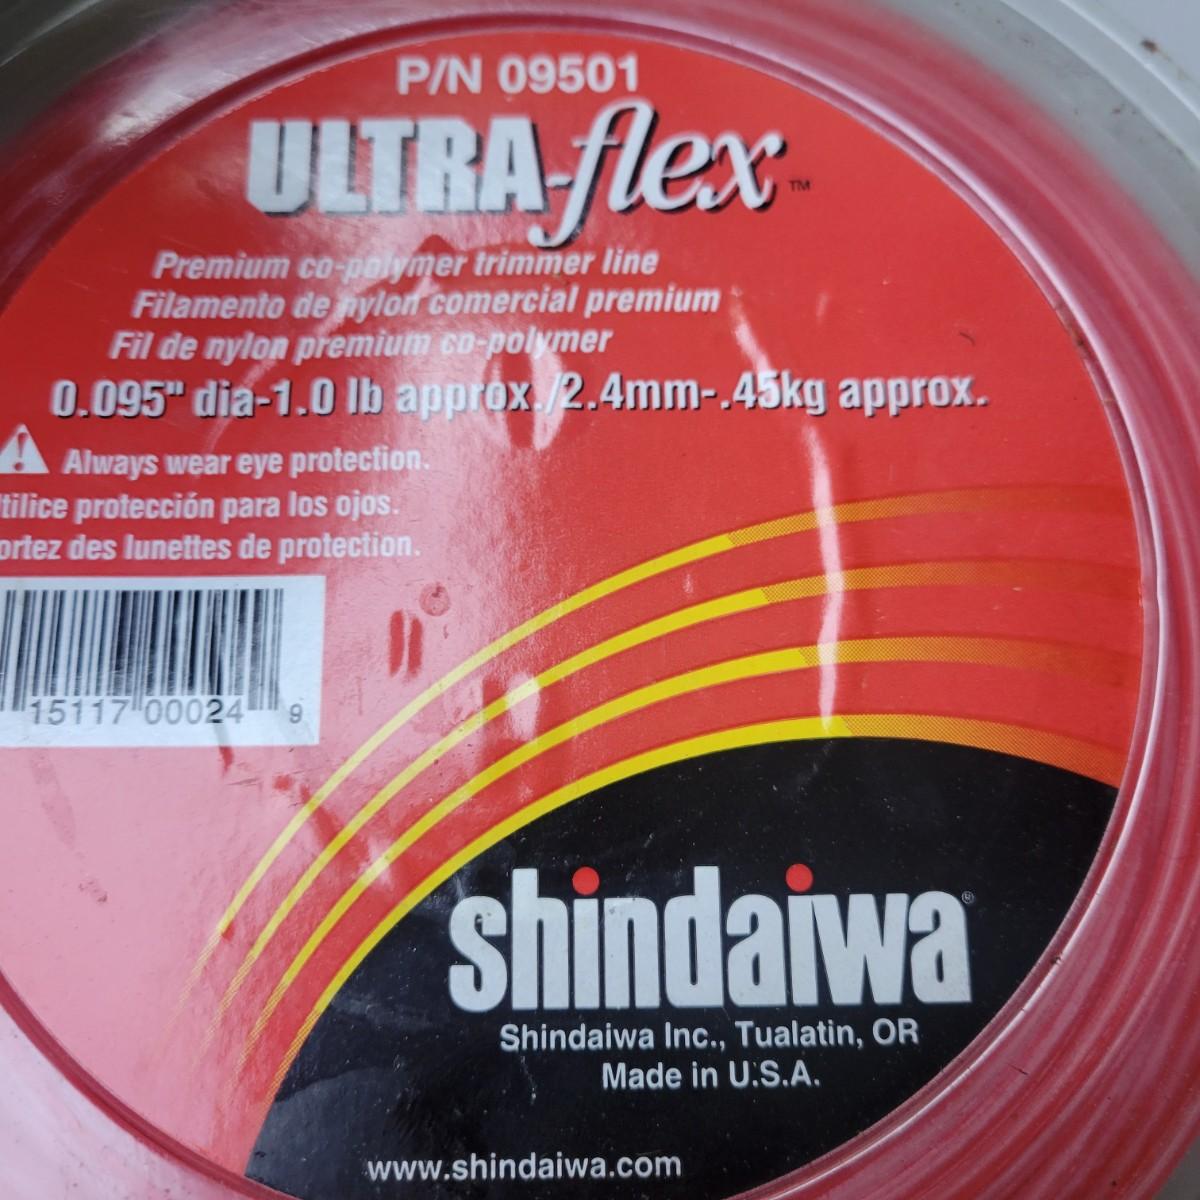 P/N 09501
ULTRA-flex™
Premium co-polymer trimmer line
Filamento de nylon comercial premium
Fil de nylon premium co-polymer
0.095" dia-1.0 lb approx./2.4mm-.45kg approx.
Always wear eye protection.
tilice protección para los ojos.
ortez des lunettes de protection.
15117 00024 9
shindaiwa®
Shindaiwa Inc., Tualatin, OR
Made in U.S.A.
www.shindaiwa.com